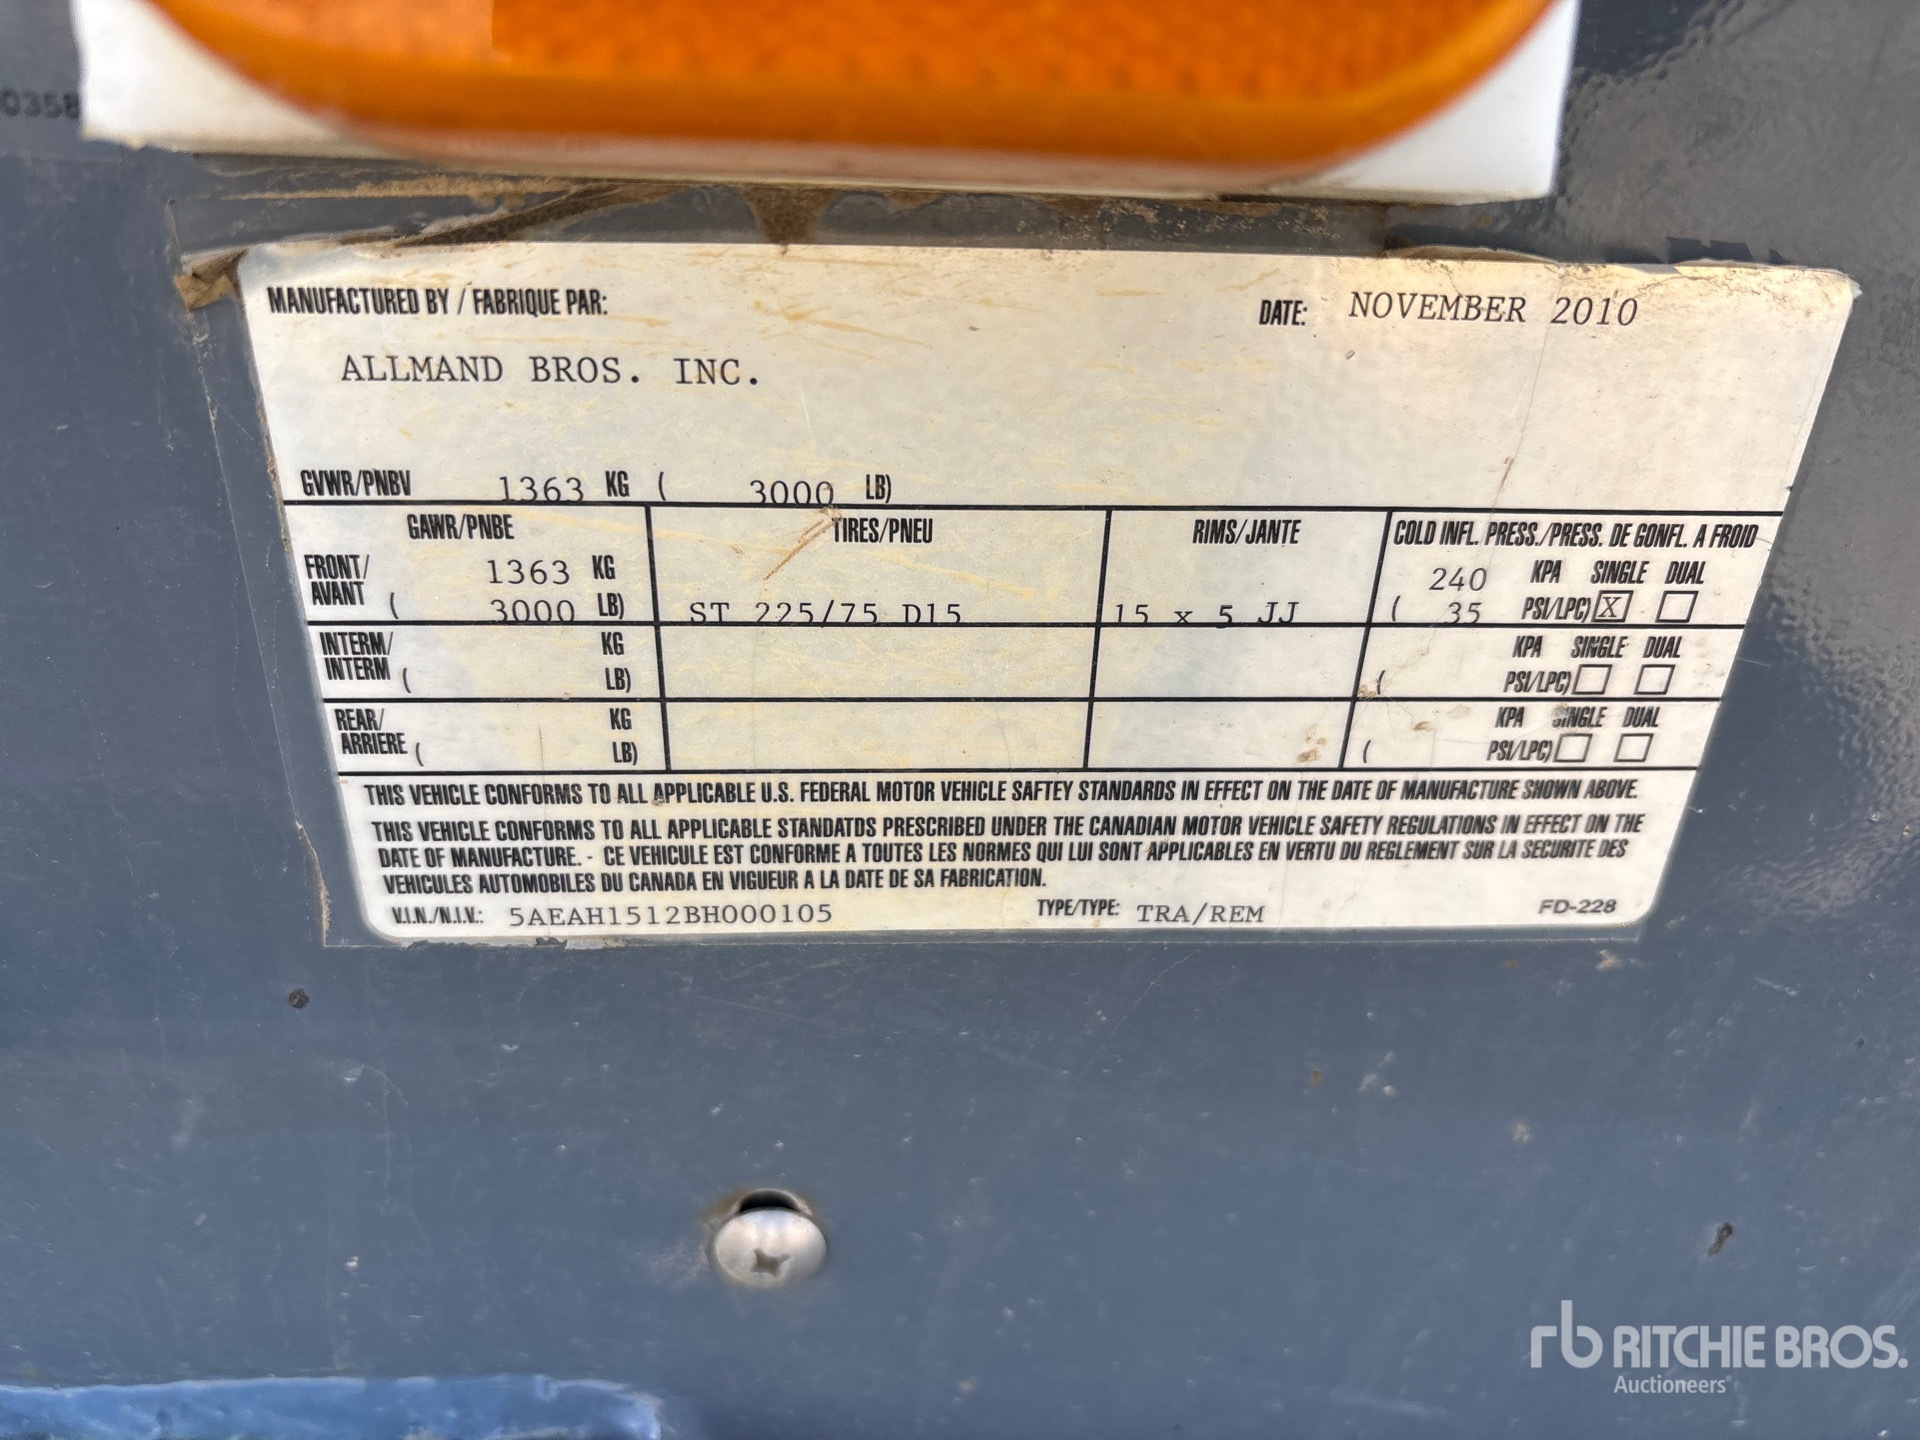 0358
MANUFACTURED BY / FABRIQUE PAR: DATE: NOVEMBER 2010
ALLMAND BROS. INC.
GVWR/PNBV 1363 KG ( 3000 LB)
GAWR/PNBE TIRES/PNEU RIMS/JANTE COLD INFL. PRESS./PRESS. DE GONFL. A FROID
FRONT/ 1363 KG 240 KPA SINGLE DUAL
AVANT ( 3000 LB) ST 225/75 D15 15 x 5 JJ ( 35 PSI/LPC) X
INTERM/ KG KPA SINGLE DUAL
INTERM ( LB) ( PSI/LPC)
REAR/ KG KPA SINGLE DUAL
ARRIERE ( LB) ( PSI/LPC)
THIS VEHICLE CONFORMS TO ALL APPLICABLE U.S. FEDERAL MOTOR VEHICLE SAFTEY STANDARDS IN EFFECT ON THE DATE OF MANUFACTURE SHOWN ABOVE.
THIS VEHICLE CONFORMS TO ALL APPLICABLE STANDATDS PRESCRIBED UNDER THE CANADIAN MOTOR VEHICLE SAFETY REGULATIONS IN EFFECT ON THE
DATE OF MANUFACTURE. - CE VEHICULE EST CONFORME A TOUTES LES NORMES QUI LUI SONT APPLICABLES EN VERTU DU REGLEMENT SUR LA SECURITE DES
VEHICULES AUTOMOBILES DU CANADA EN VIGUEUR A LA DATE DE SA FABRICATION.
V.I.N./N.I.V.: 5AEAH1512BH000105 TYPE/TYPE: TRA/REM FD-228
rb RITCHIE BROS.
Auctioneers